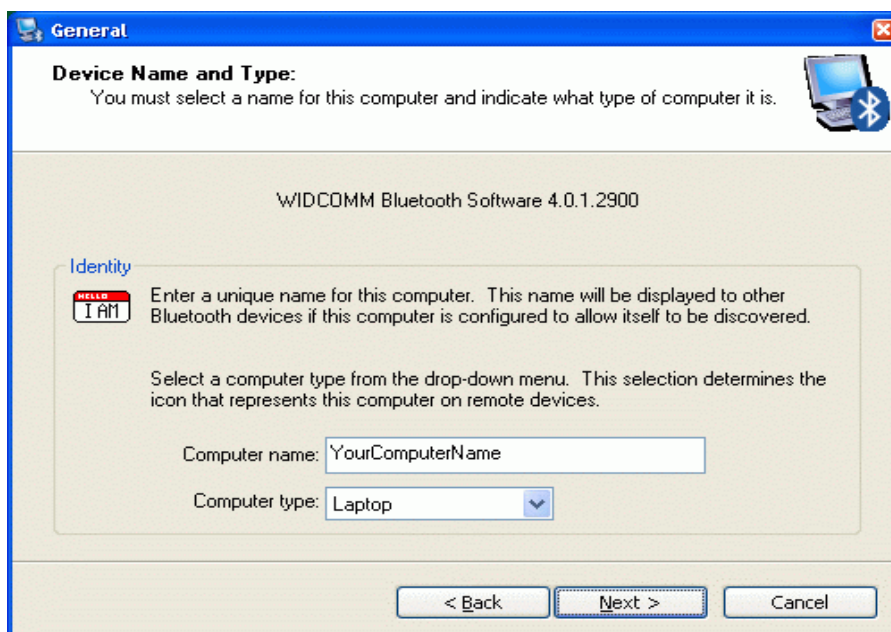 General
Device Name and Type:
You must select a name for this computer and indicate what type of computer it is.
WIDCOMM Bluetooth Software 4.0.1.2900
Identity
HELLO
I AM
Enter a unique name for this computer.  This name will be displayed to other
Bluetooth devices if this computer is configured to allow itself to be discovered.
Select a computer type from the drop-down menu.  This selection determines the
icon that represents this computer on remote devices.
Computer name: YourComputerName
Computer type: Laptop
< Back Next > Cancel